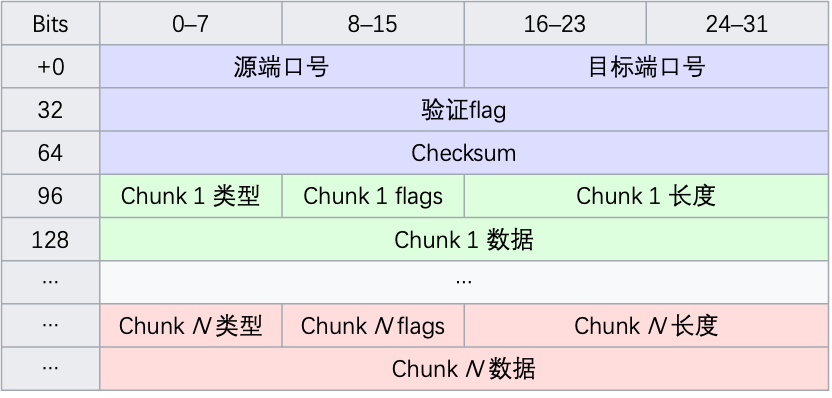 Bits 0–7 8–15 16–23 24–31
+0 源端口号 目标端口号
32 验证flag
64 Checksum
96 Chunk 1 类型 Chunk 1 flags Chunk 1 长度
128 Chunk 1 数据
... ...
... Chunk N 类型 Chunk N flags Chunk N 长度
... Chunk N 数据